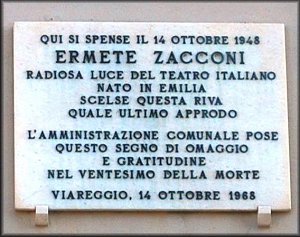 QUI SI SPENSE IL 14 OTTOBRE 1948
ERMETE ZACCONI
RADIOSA LUCE DEL TEATRO ITALIANO
NATO IN EMILIA
SCELSE QUESTA RIVA
QUALE ULTIMO APPRODO
L'AMMINISTRAZIONE COMUNALE POSE
QUESTO SEGNO DI OMAGGIO
E GRATITUDINE
NEL VENTESIMO DELLA MORTE
VIAREGGIO, 14 OTTOBRE 1968